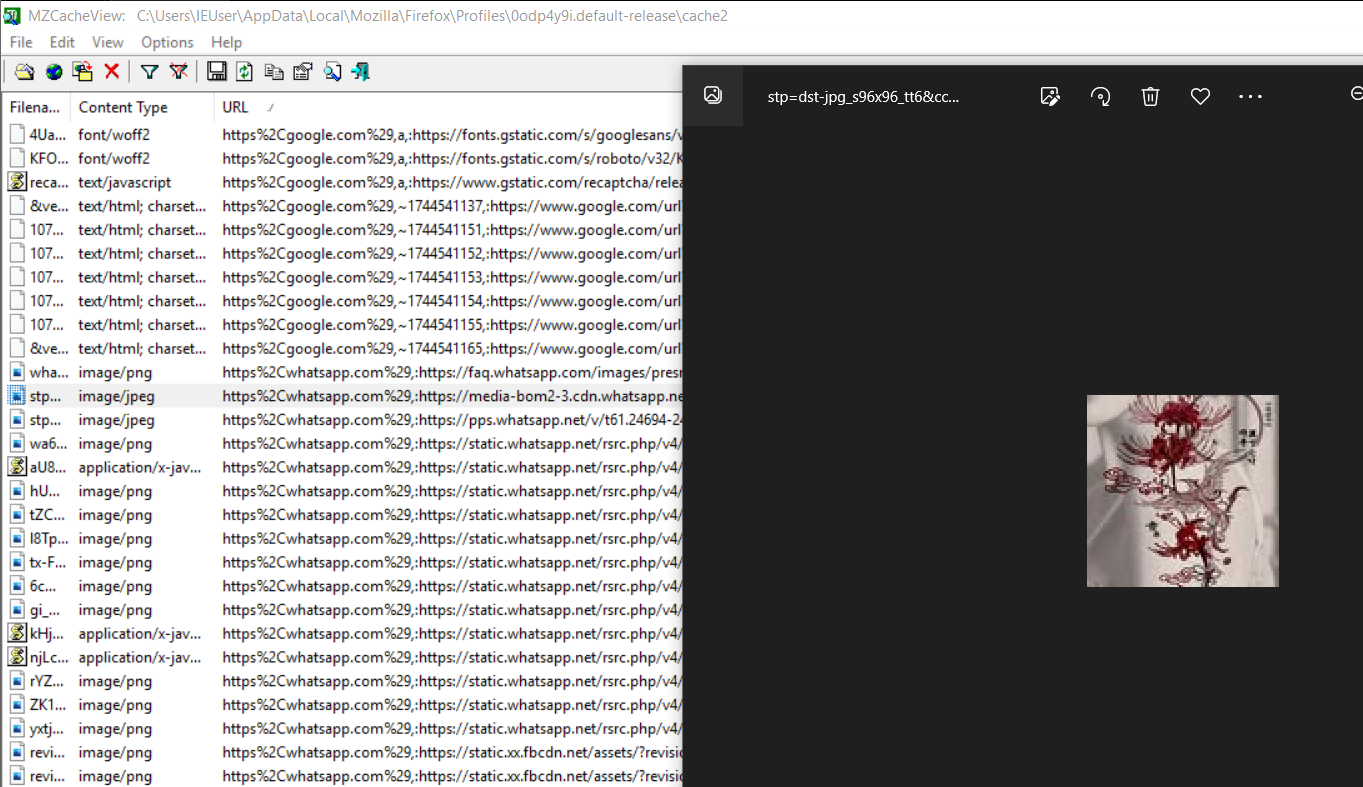 MZCacheView: C:\Users\IEUser\AppData\Local\Mozilla\Firefox\Profiles\0odp4y9i.default-release\cache2
File Edit View Options Help
stp=dst-jpg_s96x96_tt6&cc...
Filena... Content Type URL
4Ua... font/woff2 https%2Cgoogle.com%29,a,:https://fonts.gstatic.com/s/googlesans/v
KFO... font/woff2 https%2Cgoogle.com%29,a,:https://fonts.gstatic.com/s/roboto/v32/K
reca... text/javascript https%2Cgoogle.com%29,a,:https://www.gstatic.com/recaptcha/relea
&ve... text/html; charset... https%2Cgoogle.com%29,~1744541137,:https://www.google.com/url
107... text/html; charset... https%2Cgoogle.com%29,~1744541151,:https://www.google.com/url
107... text/html; charset... https%2Cgoogle.com%29,~1744541152,:https://www.google.com/url
107... text/html; charset... https%2Cgoogle.com%29,~1744541153,:https://www.google.com/url
107... text/html; charset... https%2Cgoogle.com%29,~1744541154,:https://www.google.com/url
107... text/html; charset... https%2Cgoogle.com%29,~1744541155,:https://www.google.com/url
&ve... text/html; charset... https%2Cgoogle.com%29,~1744541165,:https://www.google.com/url
wha... image/png https%2Cwhatsapp.com%29,:https://faq.whatsapp.com/images/presn
stp... image/jpeg https%2Cwhatsapp.com%29,:https://media-bom2-3.cdn.whatsapp.ne
stp... image/jpeg https%2Cwhatsapp.com%29,:https://pps.whatsapp.net/v/t61.24694-24
wa6... image/png https%2Cwhatsapp.com%29,:https://static.whatsapp.net/rsrc.php/v4/
aU8... application/x-jav... https%2Cwhatsapp.com%29,:https://static.whatsapp.net/rsrc.php/v4/
hU... image/png https%2Cwhatsapp.com%29,:https://static.whatsapp.net/rsrc.php/v4/
tZC... image/png https%2Cwhatsapp.com%29,:https://static.whatsapp.net/rsrc.php/v4/
I8Tp... image/png https%2Cwhatsapp.com%29,:https://static.whatsapp.net/rsrc.php/v4/
tx-F... image/png https%2Cwhatsapp.com%29,:https://static.whatsapp.net/rsrc.php/v4/
6c... image/png https%2Cwhatsapp.com%29,:https://static.whatsapp.net/rsrc.php/v4/
gi_... image/png https%2Cwhatsapp.com%29,:https://static.whatsapp.net/rsrc.php/v4/
kHj... application/x-jav... https%2Cwhatsapp.com%29,:https://static.whatsapp.net/rsrc.php/v4/
njLc... application/x-jav... https%2Cwhatsapp.com%29,:https://static.whatsapp.net/rsrc.php/v4/
rYZ... image/png https%2Cwhatsapp.com%29,:https://static.whatsapp.net/rsrc.php/v4/
ZK1... image/png https%2Cwhatsapp.com%29,:https://static.whatsapp.net/rsrc.php/v4/
yxtj... image/png https%2Cwhatsapp.com%29,:https://static.whatsapp.net/rsrc.php/v4/
revi... image/png https%2Cwhatsapp.com%29,:https://static.xx.fbcdn.net/assets/?revisio
revi... image/png https%2Cwhatsapp.com%29,:https://static.xx.fbcdn.net/assets/?revisio